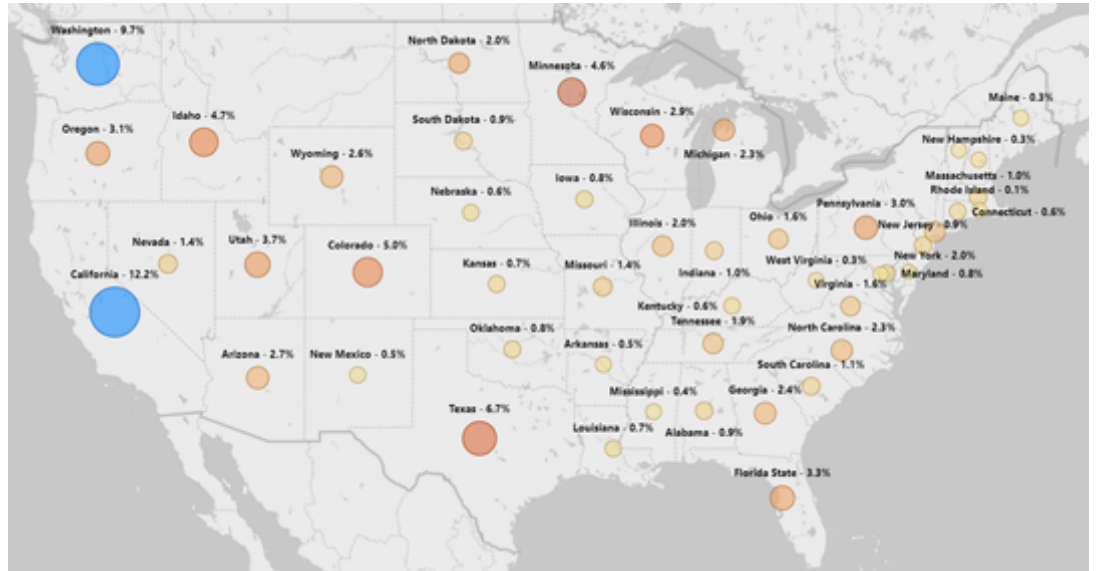 Washington - 9.7%
North Dakota - 2.0%
Minnesota - 4.6%
Maine - 0.3%
Idaho - 4.7%
Wisconsin - 2.9%
Oregon - 3.1%
South Dakota - 0.9%
New Hampshire - 0.3%
Wyoming - 2.6%
Michigan - 2.3%
Massachusetts - 1.0%
Iowa - 0.8%
Rhode Island - 0.1%
Nebraska - 0.6%
Pennsylvania - 3.0%
Connecticut - 0.6%
Illinois - 2.0%
Ohio - 1.6%
New Jersey - 0.9%
Nevada - 1.4%
Utah - 3.7%
Colorado - 5.0%
New York - 2.0%
Kansas - 0.7%
Missouri - 1.4%
West Virginia - 0.3%
California - 12.2%
Indiana - 1.0%
Maryland - 0.8%
Virginia - 1.6%
Kentucky - 0.6%
Tennessee - 1.9%
Oklahoma - 0.8%
North Carolina - 2.3%
Arkansas - 0.5%
Arizona - 2.7%
New Mexico - 0.5%
South Carolina - 1.1%
Mississippi - 0.4%
Georgia - 2.4%
Texas - 6.7%
Louisiana - 0.7%
Alabama - 0.9%
Florida State - 3.3%